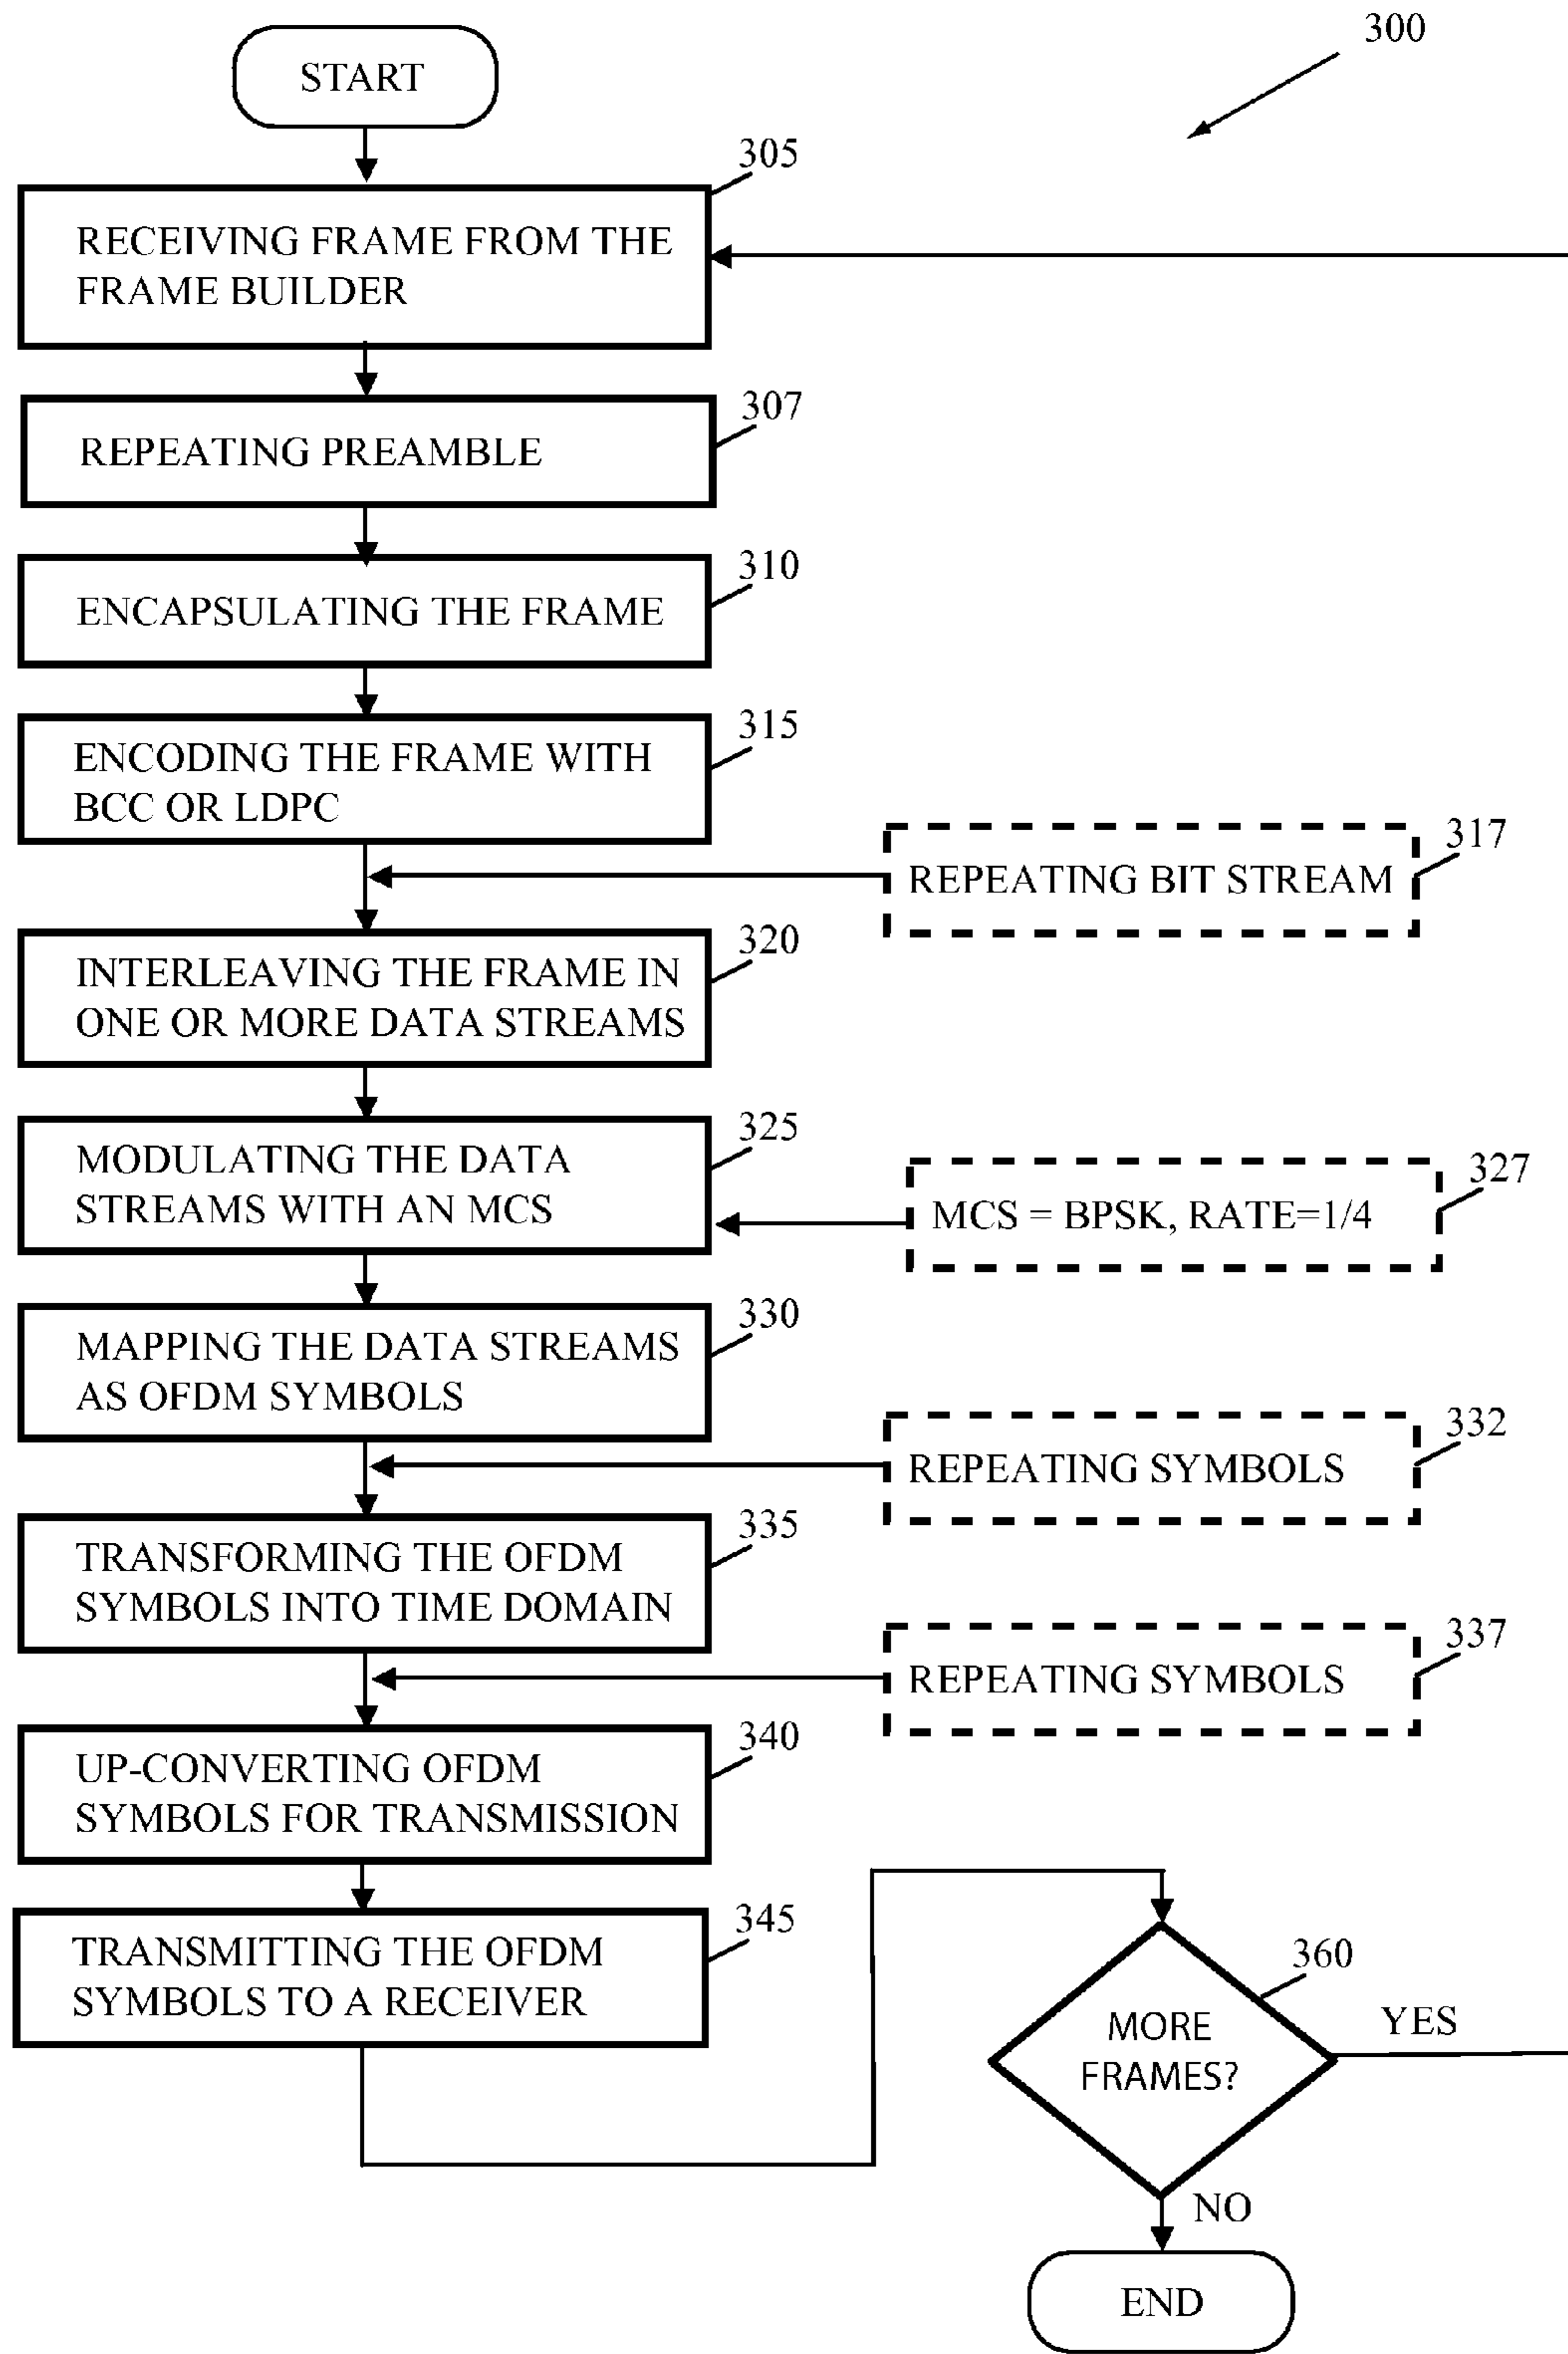 300
START
305
RECEIVING FRAME FROM THE
FRAME BUILDER
307
REPEATING PREAMBLE
310
ENCAPSULATING THE FRAME
315
ENCODING THE FRAME WITH
BCC OR LDPC
317
REPEATING BIT STREAM
320
INTERLEAVING THE FRAME IN
ONE OR MORE DATA STREAMS
325
MODULATING THE DATA
STREAMS WITH AN MCS
327
MCS = BPSK, RATE=1/4
330
MAPPING THE DATA STREAMS
AS OFDM SYMBOLS
332
REPEATING SYMBOLS
335
TRANSFORMING THE OFDM
SYMBOLS INTO TIME DOMAIN
337
REPEATING SYMBOLS
340
UP-CONVERTING OFDM
SYMBOLS FOR TRANSMISSION
345
TRANSMITTING THE OFDM
SYMBOLS TO A RECEIVER
360
MORE
FRAMES?
YES
NO
END